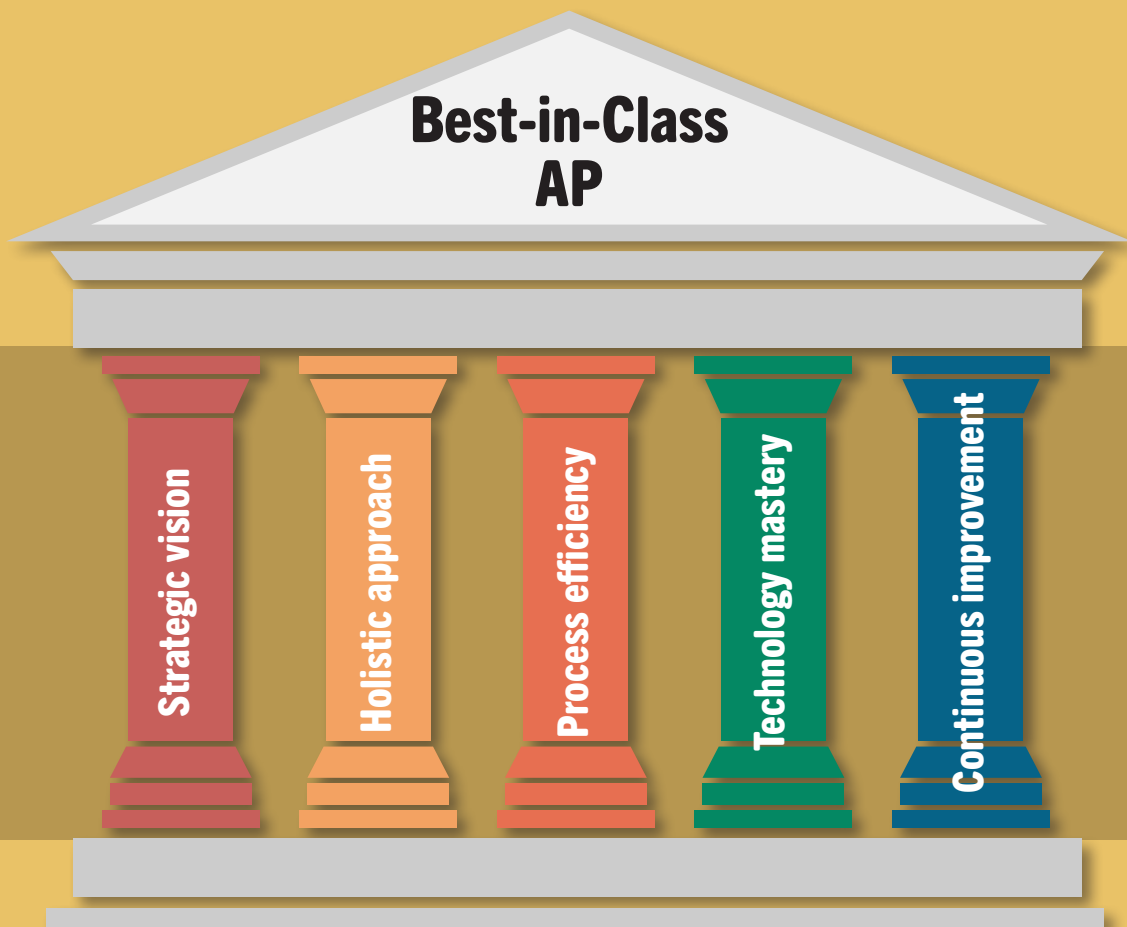 Best-in-Class
AP
Strategic vision
Holistic approach
Process efficiency
Technology mastery
Continuous improvement